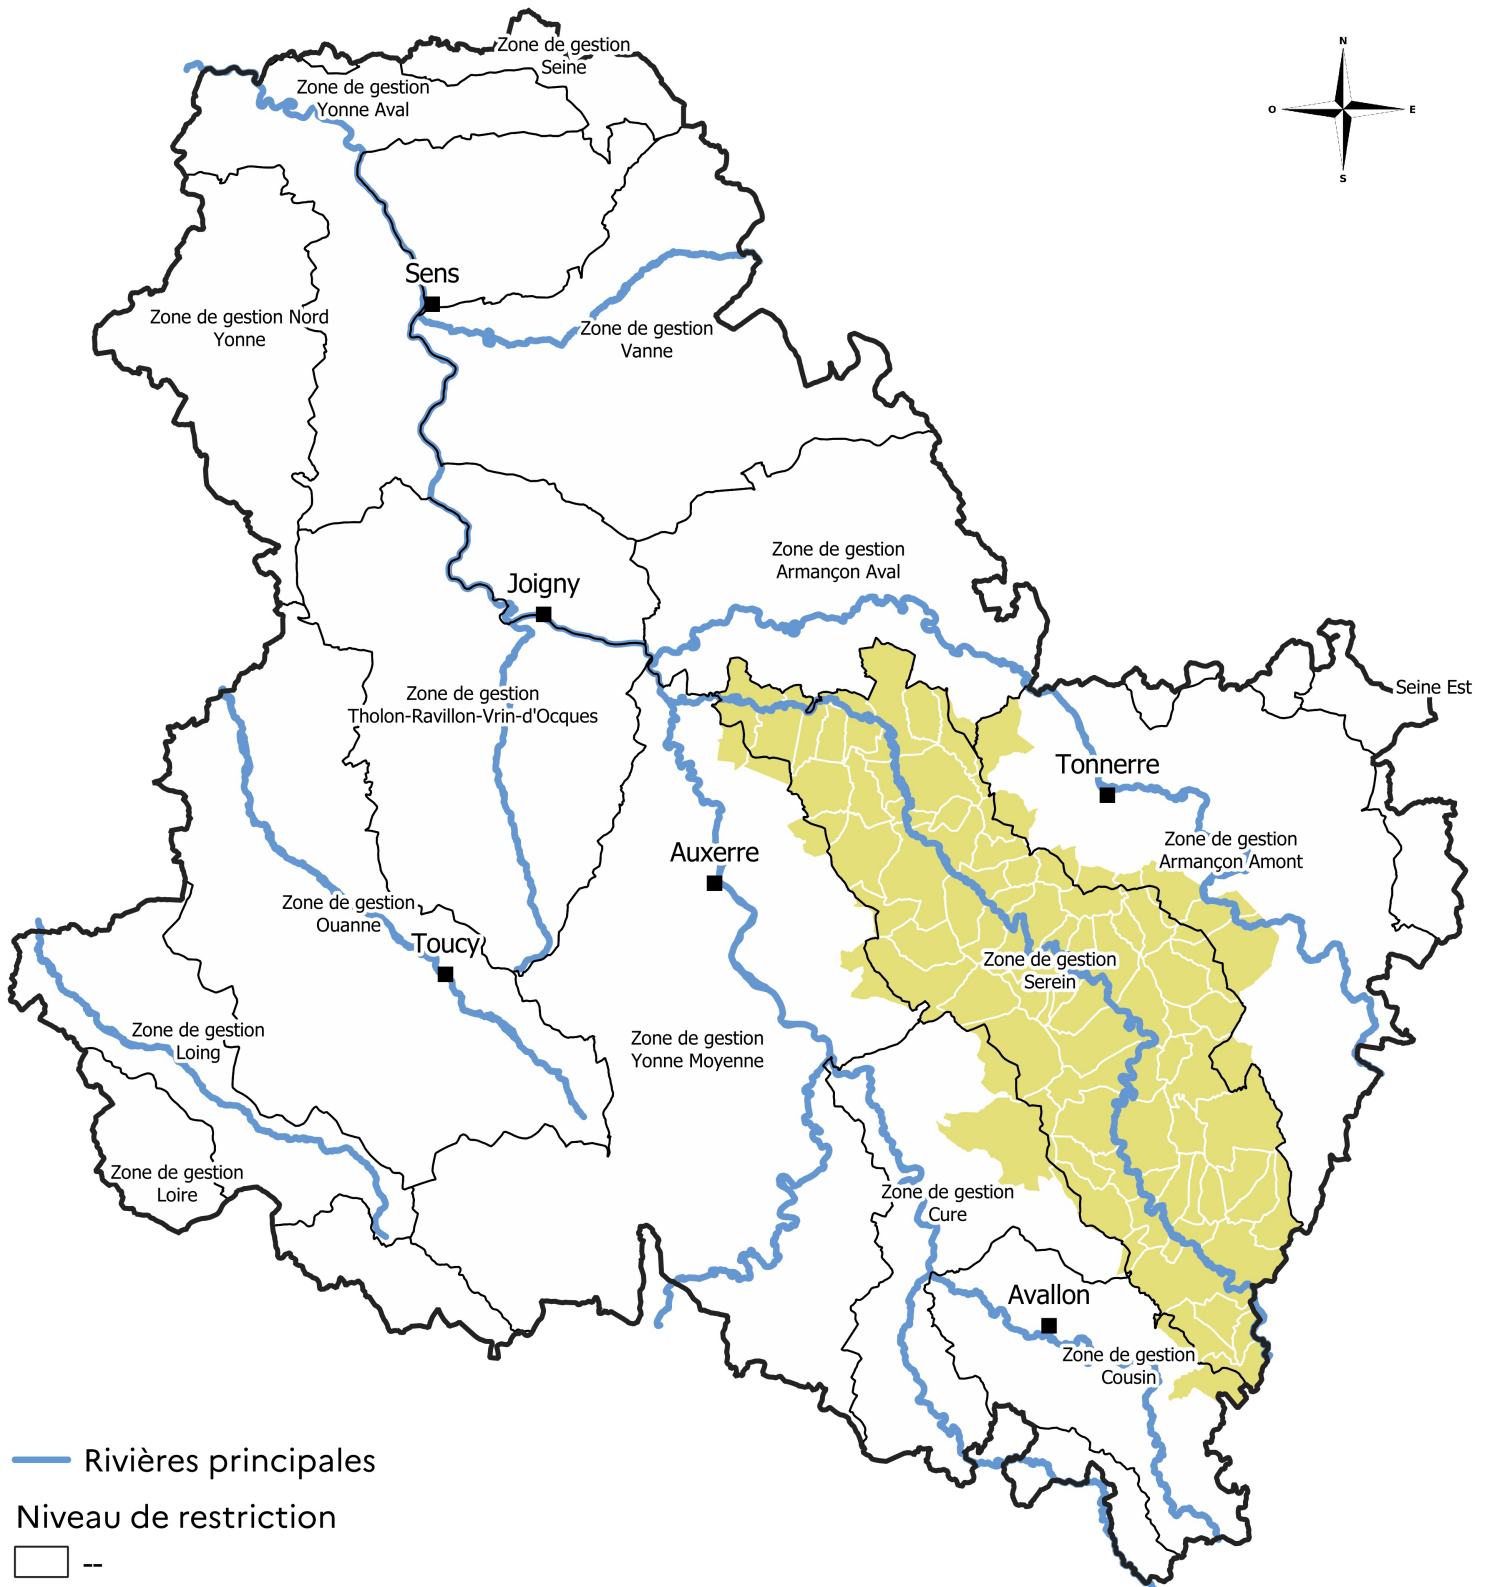 Zone de gestion
Seine
N
O
E
S
Zone de gestion
Yonne Aval
Sens
Zone de gestion Nord
Yonne
Zone de gestion
Vanne
Zone de gestion
Armançon Aval
Joigny
Seine Est
Zone de gestion
Tholon-Ravillon-Vrin-d'Ocques
Tonnerre
Zone de gestion
Armançon Amont
Auxerre
Zone de gestion
Ouanne
Toucy
Zone de gestion
Serein
Zone de gestion
Loing
Zone de gestion
Yonne Moyenne
Zone de gestion
Loire
Zone de gestion
Cure
Avallon
Zone de gestion
Cousin
Rivières principales
Niveau de restriction
--